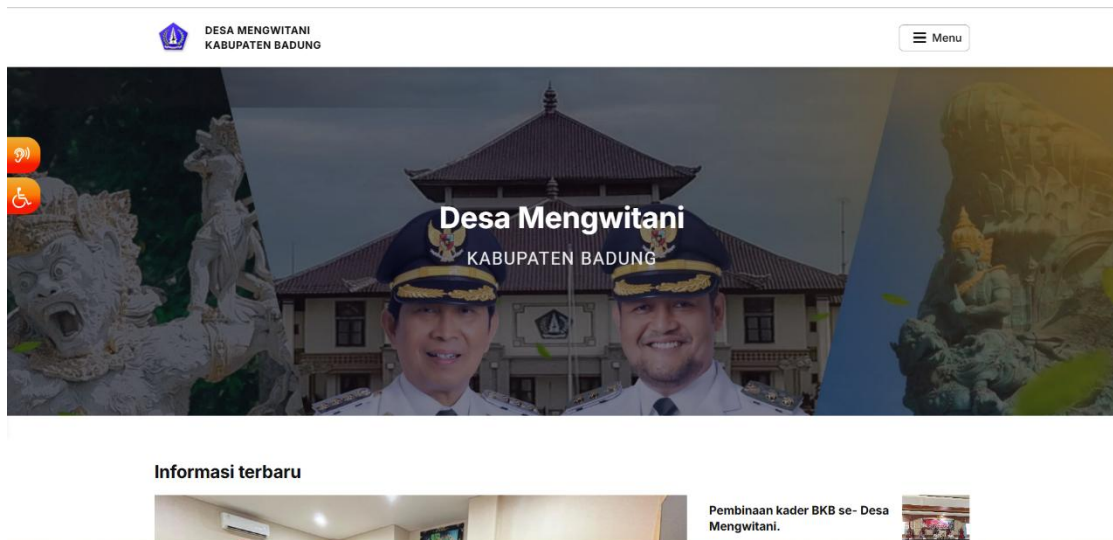 DESA MENGWITANI
KABUPATEN BADUNG
Menu
Desa Mengwitani
KABUPATEN BADUNG
Informasi terbaru
Pembinaan kader BKB se- Desa
Mengwitani.